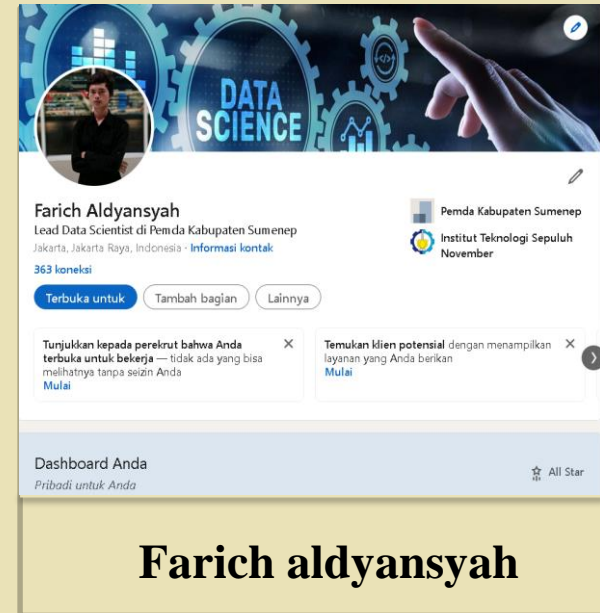 DATA
SCIENCE
Farich Aldyansyah
Lead Data Scientist di Pemda Kabupaten Sumenep
Jakarta, Jakarta Raya, Indonesia · Informasi kontak
363 koneksi
Terbuka untuk
Tambah bagian
Lainnya
Pemda Kabupaten Sumenep
Institut Teknologi Sepuluh
November
Tunjukkan kepada perekrut bahwa Anda
terbuka untuk bekerja — tidak ada yang bisa
melihatnya tanpa seizin Anda
Mulai
Temukan klien potensial dengan menampilkan
layanan yang Anda berikan
Mulai
Dashboard Anda
Pribadi untuk Anda
All Star
Farich aldyansyah